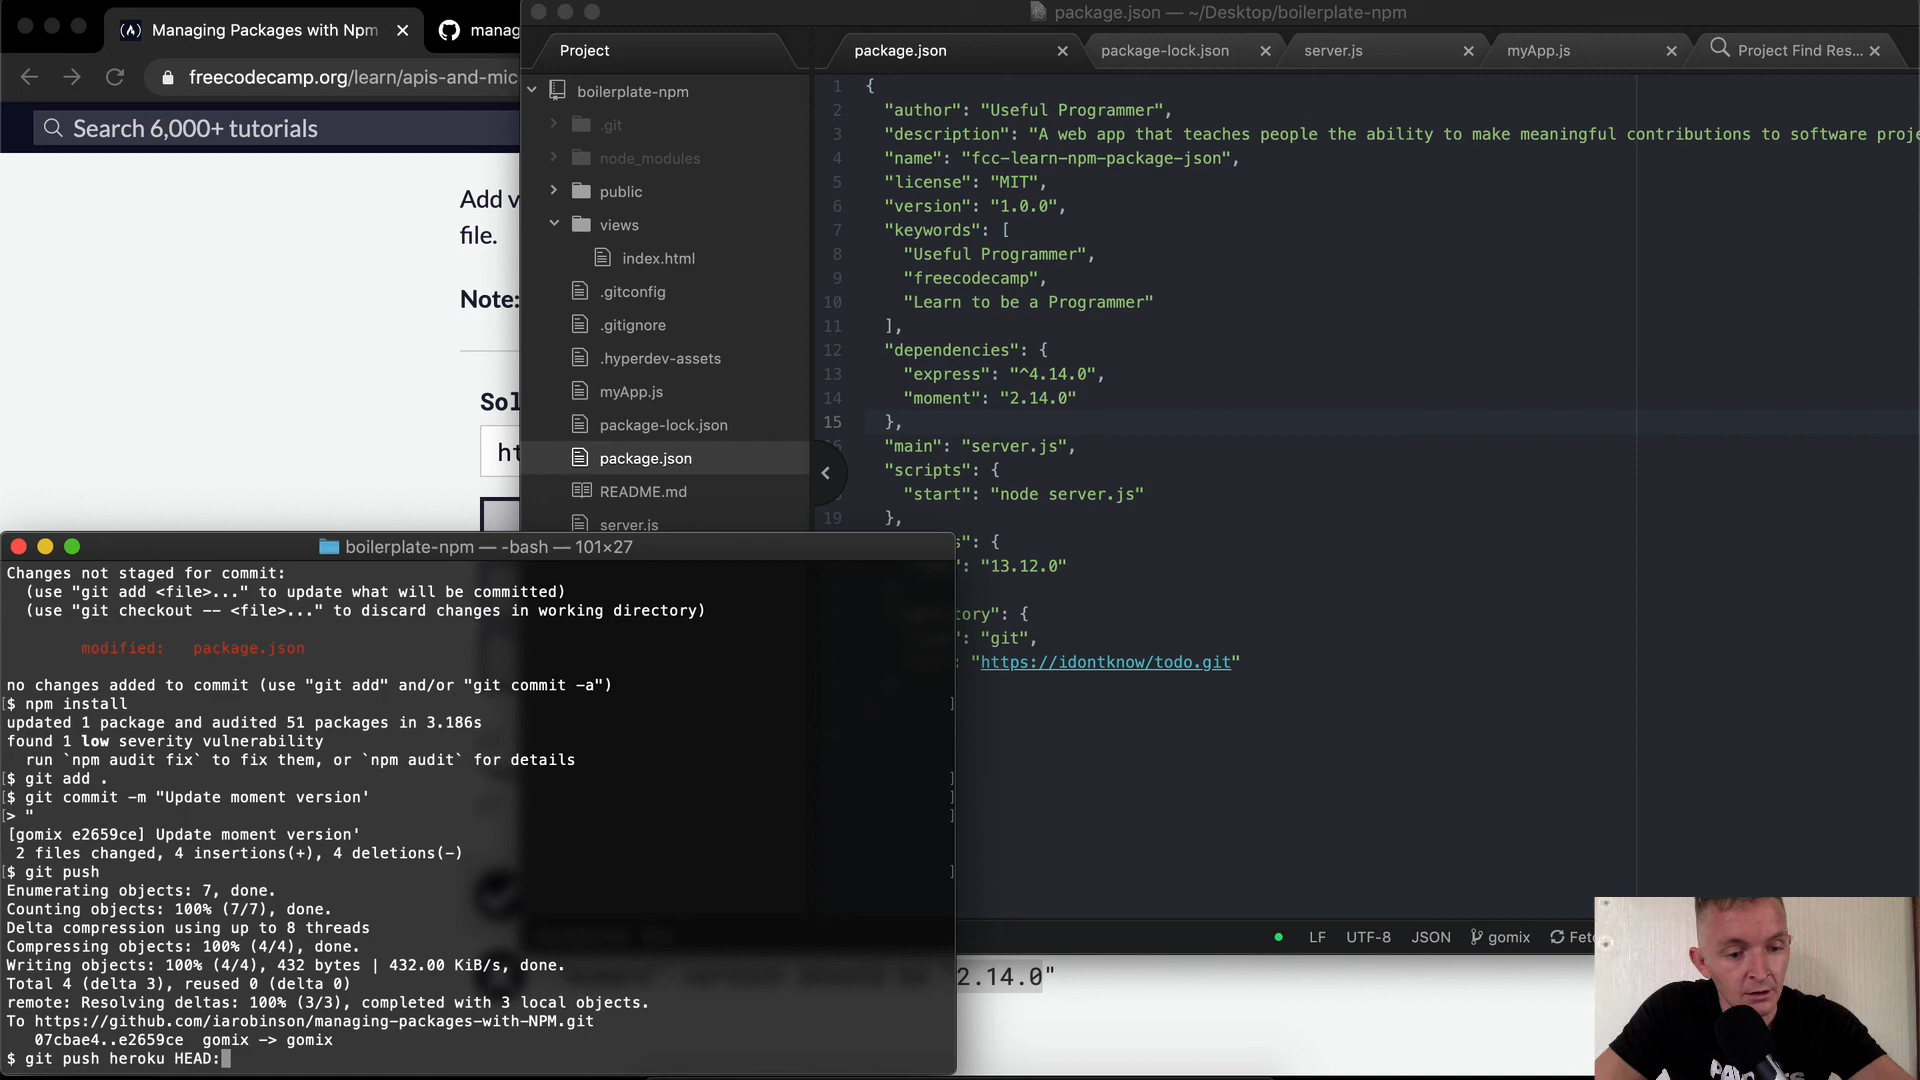 Managing Packages with Npm
manag
freecodecamp.org/learn/apis-and-mic
Search 6,000+ tutorials
Add v
file.
Note:
Sol
ht
package.json — ~/Desktop/boilerplate-npm
Project
boilerplate-npm
.git
node_modules
public
views
index.html
.gitconfig
.gitignore
.hyperdev-assets
myApp.js
package-lock.json
package.json
README.md
server.js
package.json
package-lock.json
server.js
myApp.js
Project Find Res...
1 {
2 "author": "Useful Programmer",
3 "description": "A web app that teaches people the ability to make meaningful contributions to software proje
4 "name": "fcc-learn-npm-package-json",
5 "license": "MIT",
6 "version": "1.0.0",
7 "keywords": [
8 "Useful Programmer",
9 "freecodecamp",
10 "Learn to be a Programmer"
11 ],
12 "dependencies": {
13 "express": "^4.14.0",
14 "moment": "2.14.0"
15 },
"main": "server.js",
"scripts": {
"start": "node server.js"
19 },
s": {
: "13.12.0"
tory": {
": "git",
: "https://idontknow/todo.git"
LF UTF-8 JSON gomix Fetc
2.14.0"
boilerplate-npm — -bash — 101×27
Changes not staged for commit:
(use "git add <file>..." to update what will be committed)
(use "git checkout -- <file>..." to discard changes in working directory)
modified: package.json
no changes added to commit (use "git add" and/or "git commit -a")
[$ npm install ]
updated 1 package and audited 51 packages in 3.186s
found 1 low severity vulnerability
run `npm audit fix` to fix them, or `npm audit` for details
[$ git add . ]
[$ git commit -m "Update moment version' ]
[> " ]
[gomix e2659ce] Update moment version'
2 files changed, 4 insertions(+), 4 deletions(-)
[$ git push ]
Enumerating objects: 7, done.
Counting objects: 100% (7/7), done.
Delta compression using up to 8 threads
Compressing objects: 100% (4/4), done.
Writing objects: 100% (4/4), 432 bytes | 432.00 KiB/s, done.
Total 4 (delta 3), reused 0 (delta 0)
remote: Resolving deltas: 100% (3/3), completed with 3 local objects.
To https://github.com/iarobinson/managing-packages-with-NPM.git
07cbae4..e2659ce gomix -> gomix
$ git push heroku HEAD: